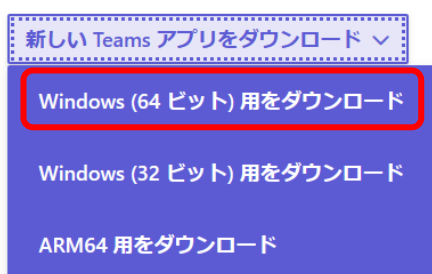 新しい Teams アプリをダウンロード
Windows (64 ビット) 用をダウンロード
Windows (32 ビット) 用をダウンロード
ARM64 用をダウンロード